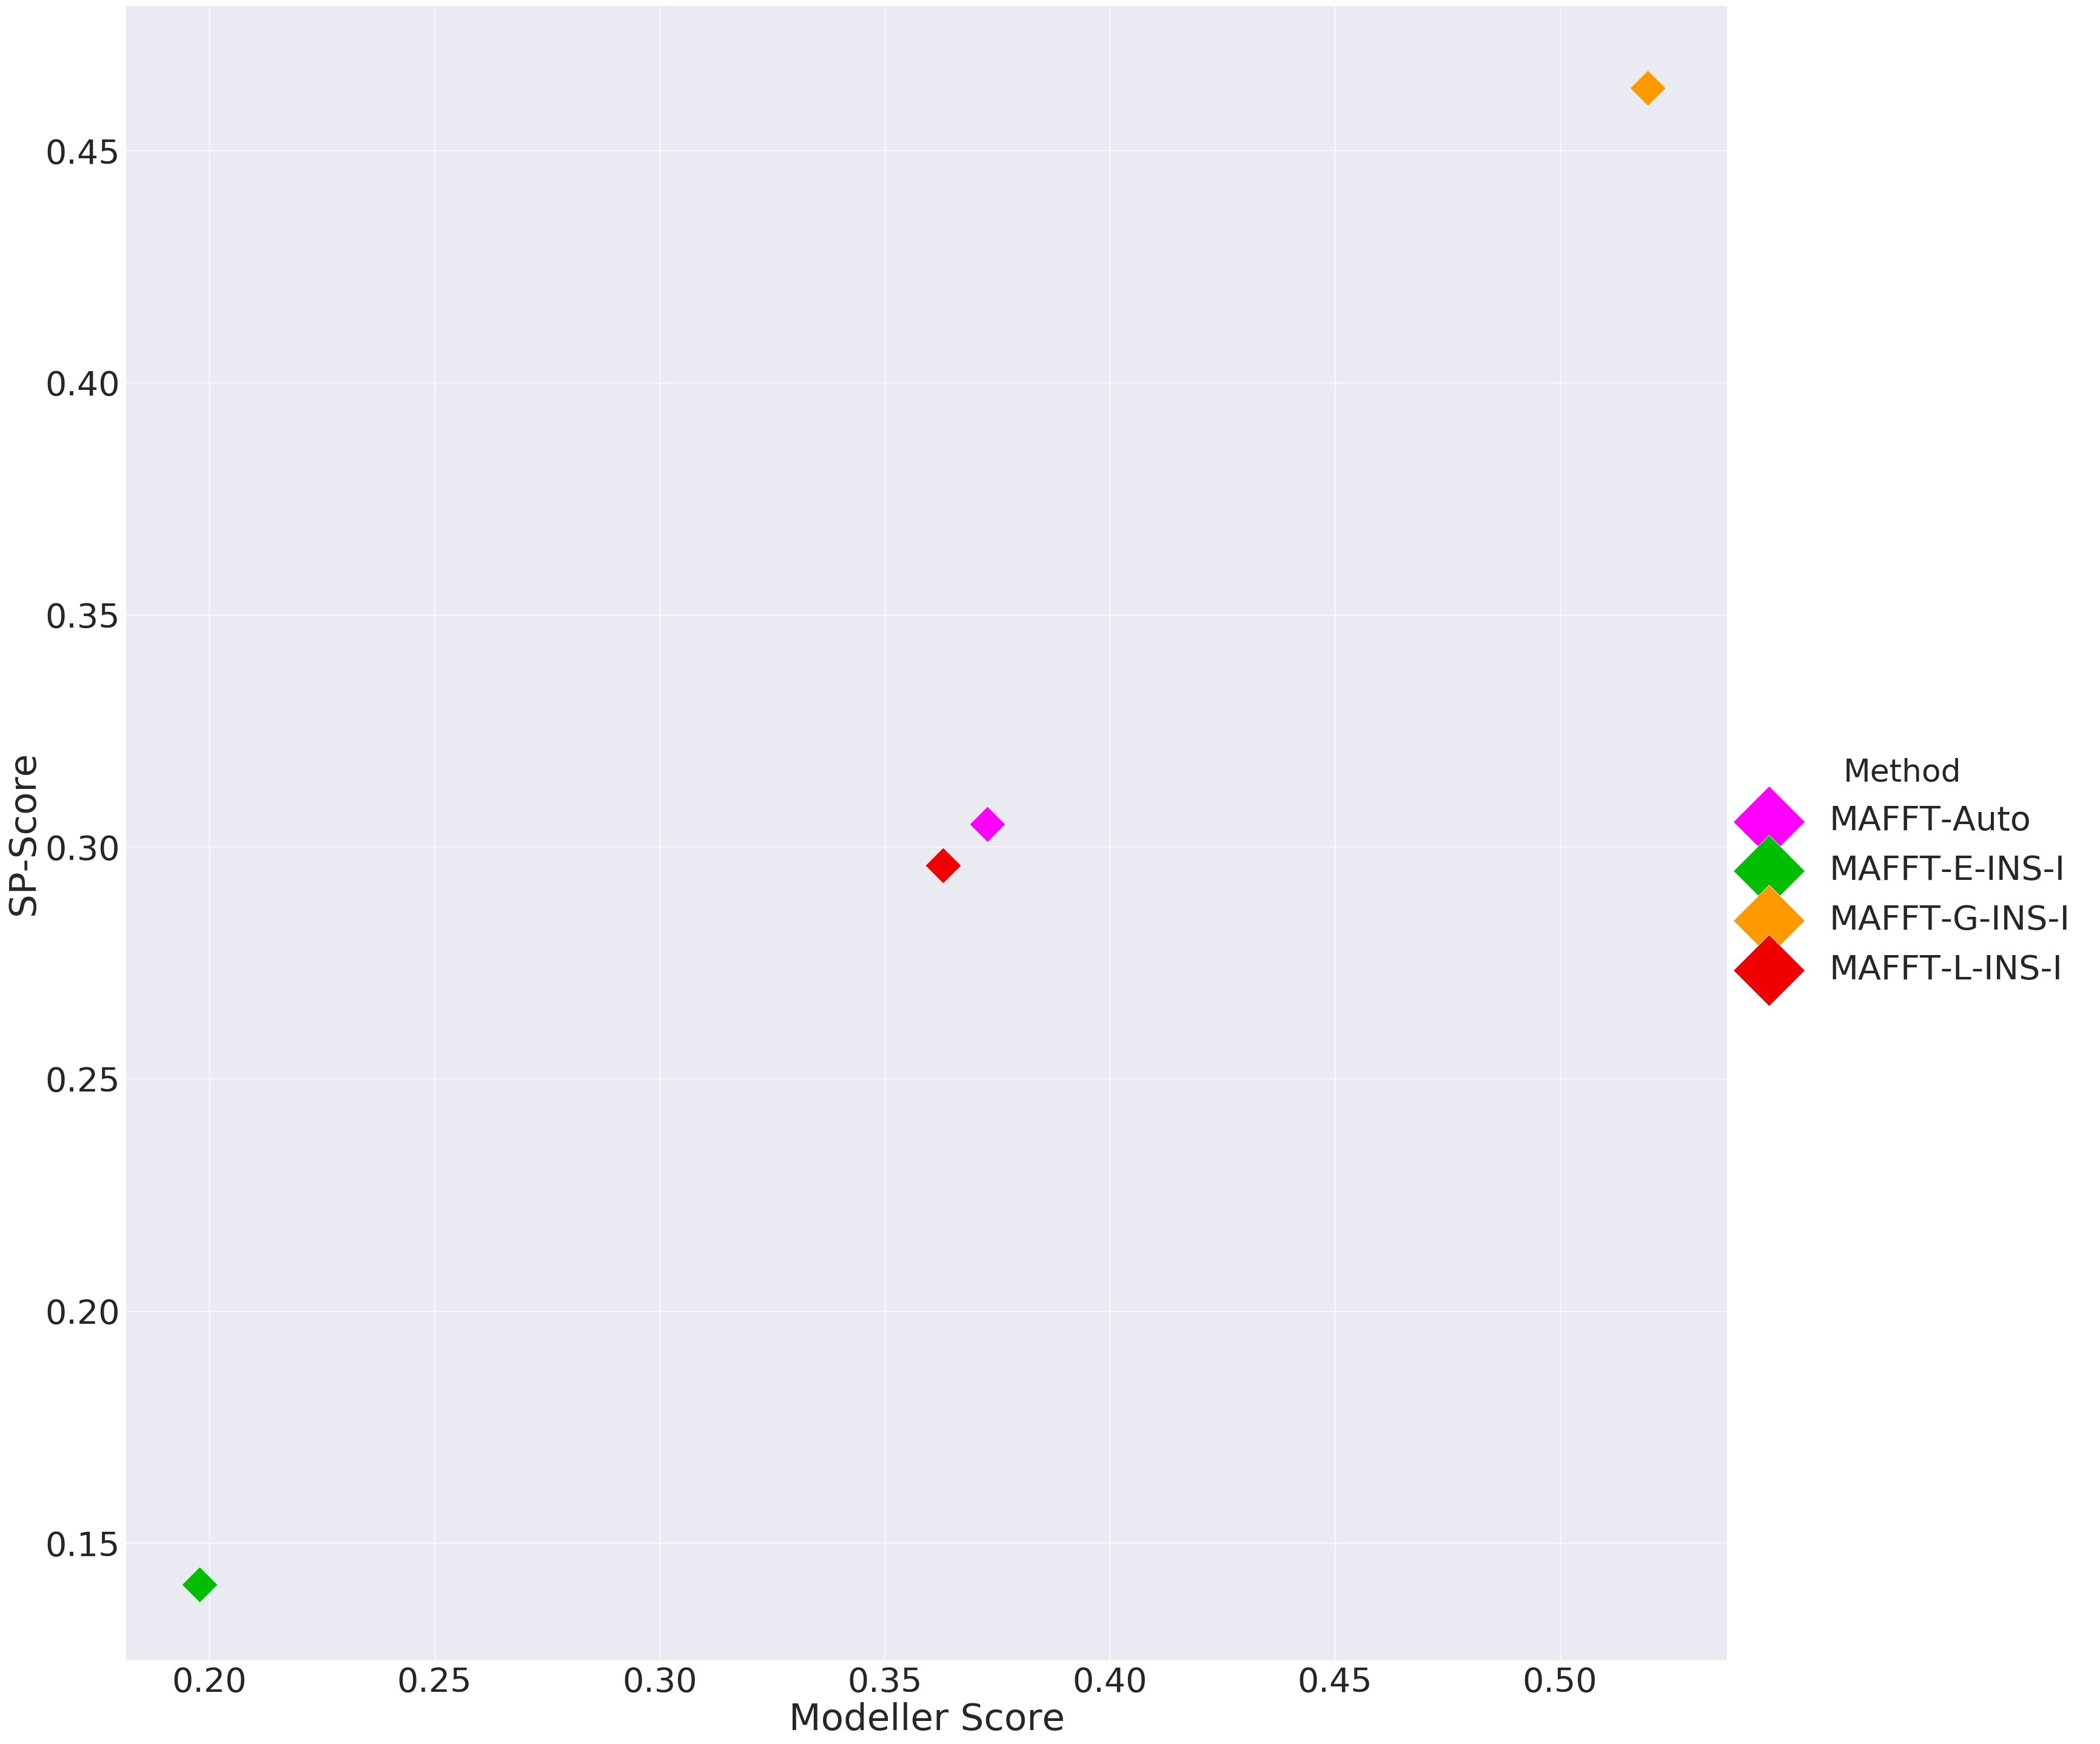 0.45
0.40
0.35
0.30
0.25
0.20
0.15
SP-Score
0.20 0.25 0.30 0.35 0.40 0.45 0.50
Modeller Score
Method
MAFFT-Auto
MAFFT-E-INS-I
MAFFT-G-INS-I
MAFFT-L-INS-I